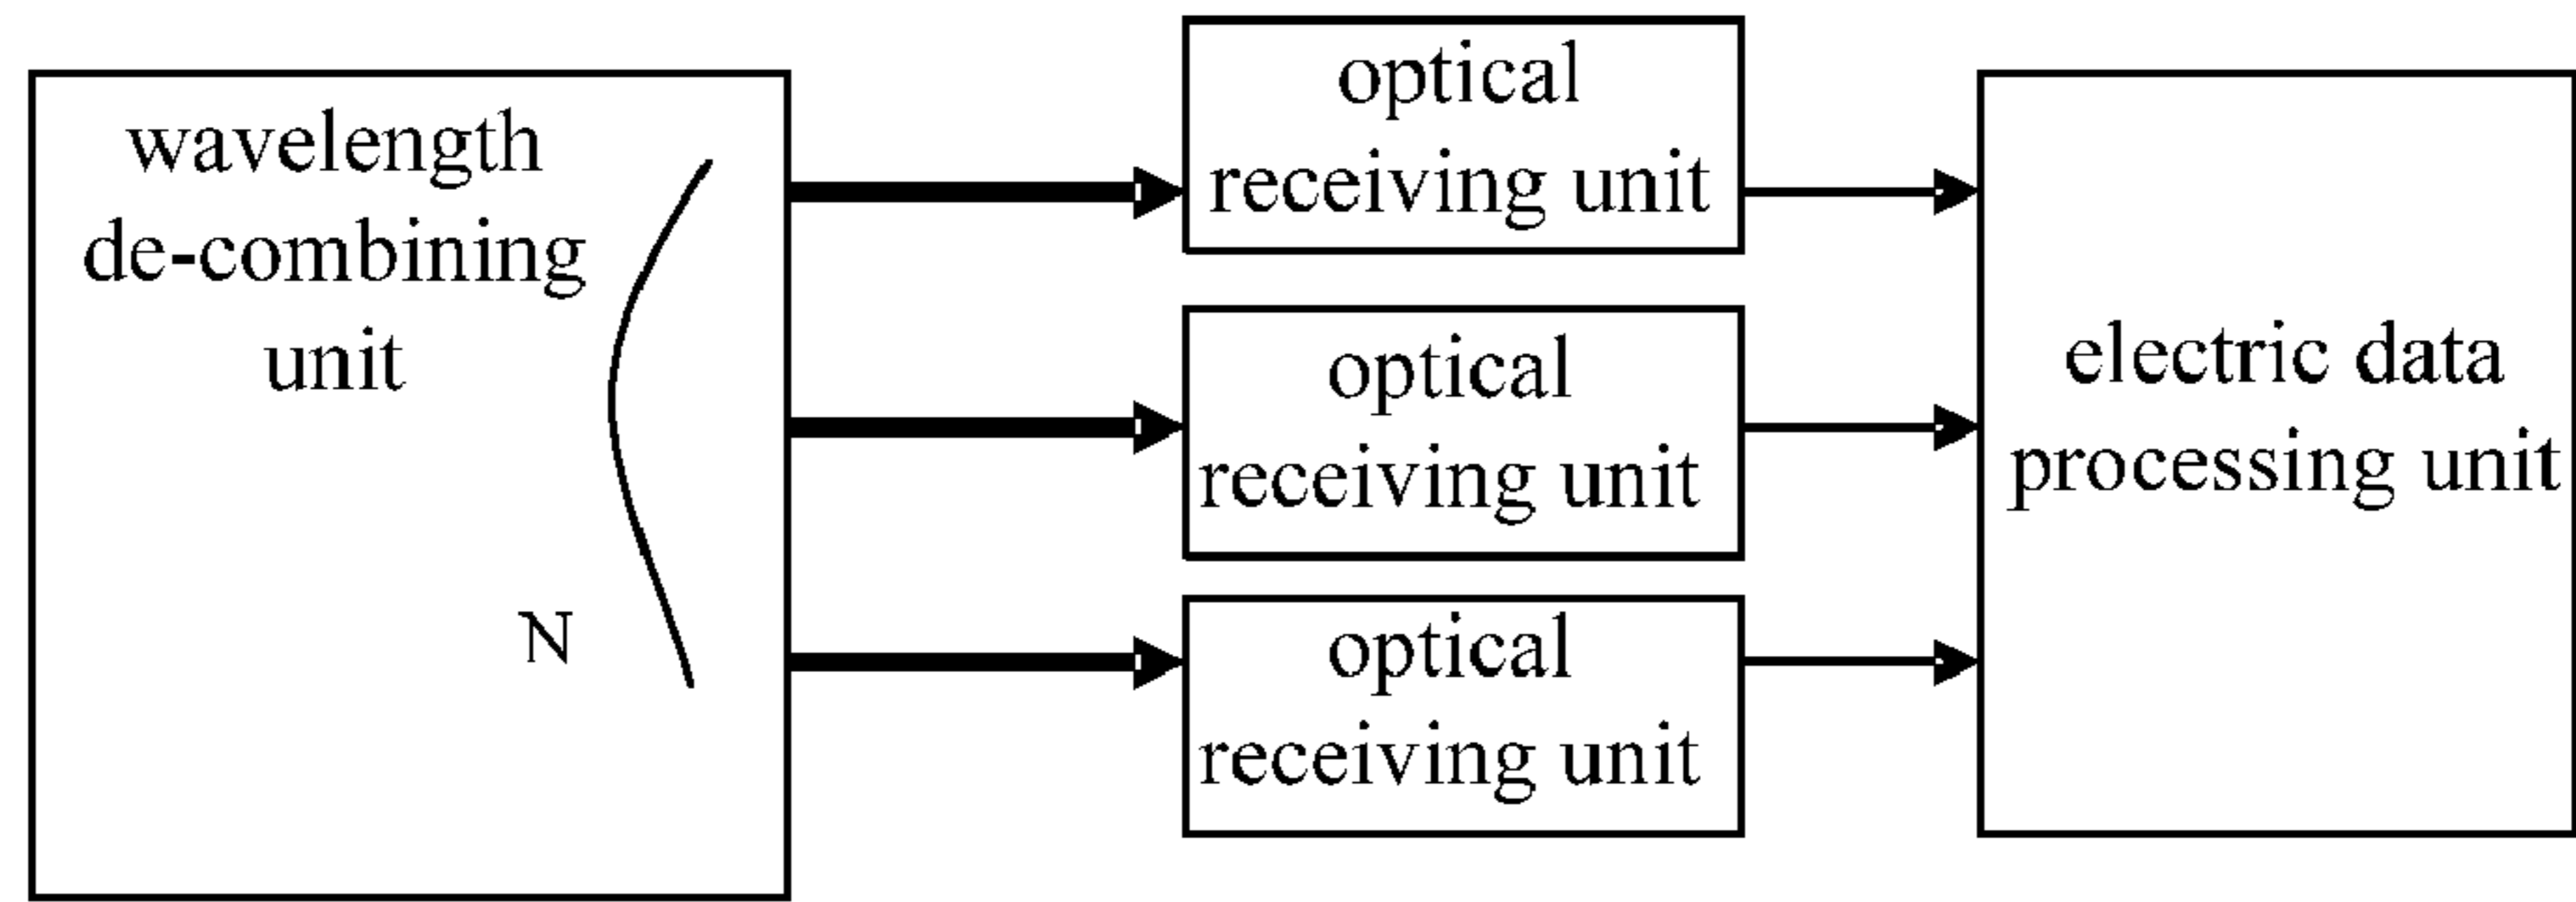 wavelength
de-combining
unit
N
optical
receiving unit
optical
receiving unit
optical
receiving unit
electric data
processing unit